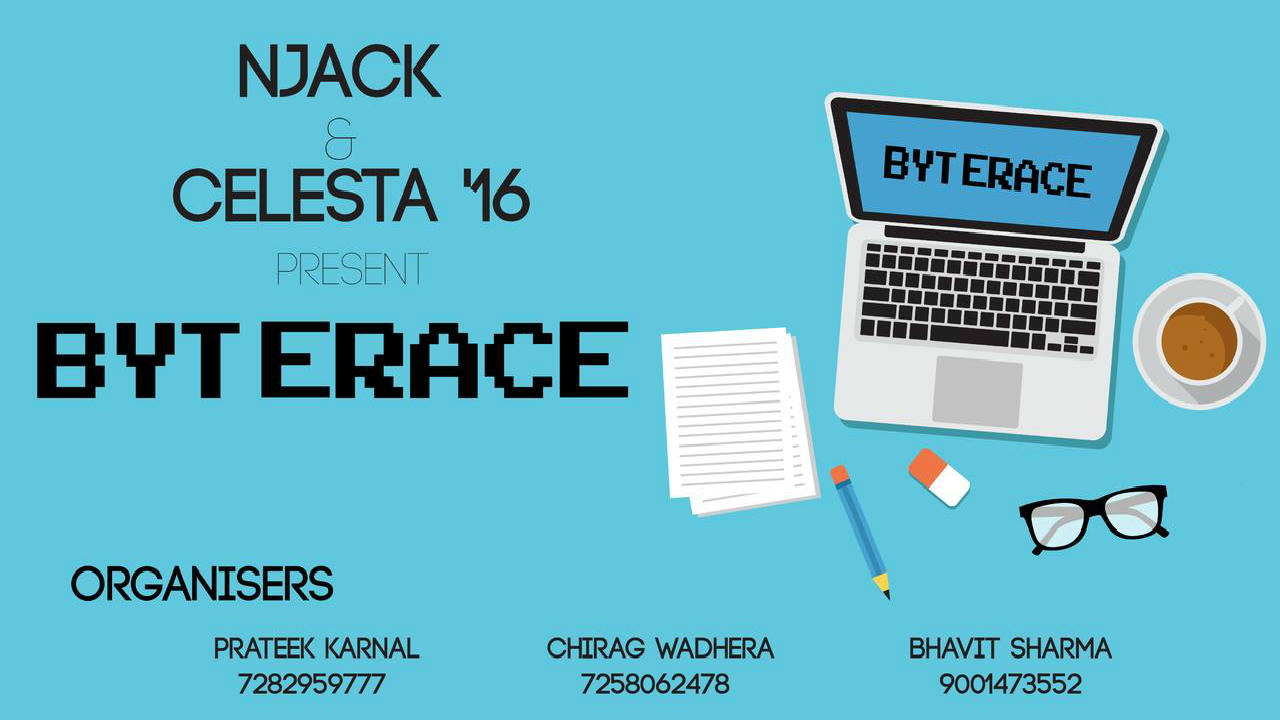 NJACK
&
CELESTA '16
PRESENT
BYTERACE
BYTERACE
ORGANISERS
PRATEEK KARNAL
7282959777
CHIRAG WADHERA
7258062478
BHAVIT SHARMA
9001473552